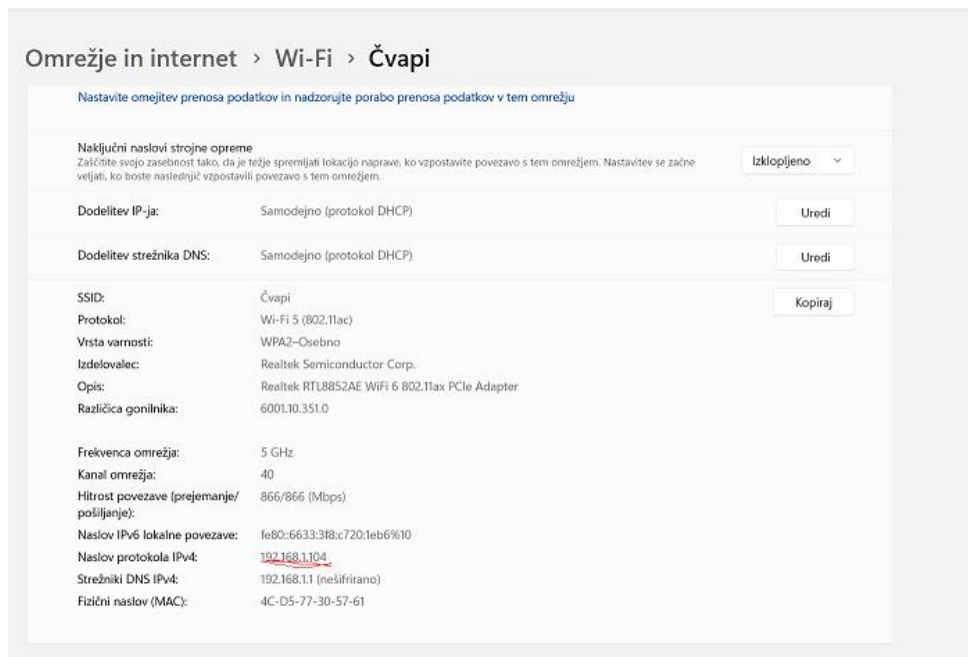 Omrežje in internet > Wi-Fi > Čvapi
Nastavite omejitev prenosa podatkov in nadzorujte porabo prenosa podatkov v tem omrežju
Naključni naslovi strojne opreme
Zaščitite svojo zasebnost tako, da je težje spremljati lokacijo naprave, ko vzpostavite povezavo s tem omrežjem. Nastavitev se začne
veljati, ko boste naslednjič vzpostavili povezavo s tem omrežjem.
Izklopljeno
Dodelitev IP-ja: Samodejno (protokol DHCP) Uredi
Dodelitev strežnika DNS: Samodejno (protokol DHCP) Uredi
SSID: Čvapi Kopiraj
Protokol: Wi-Fi 5 (802.11ac)
Vrsta varnosti: WPA2–Osebno
Izdelovalec: Realtek Semiconductor Corp.
Opis: Realtek RTL8852AE WiFi 6 802.11ax PCIe Adapter
Različica gonilnika: 6001.10.351.0
Frekvenca omrežja: 5 GHz
Kanal omrežja: 40
Hitrost povezave (prejemanje/ 866/866 (Mbps)
pošiljanje):
Naslov IPv6 lokalne povezave: fe80::6633:3f8:c720:1eb6%10
Naslov protokola IPv4: 192.168.1.104
Strežniki DNS IPv4: 192.168.1.1 (nešifrirano)
Fizični naslov (MAC): 4C-D5-77-30-57-61